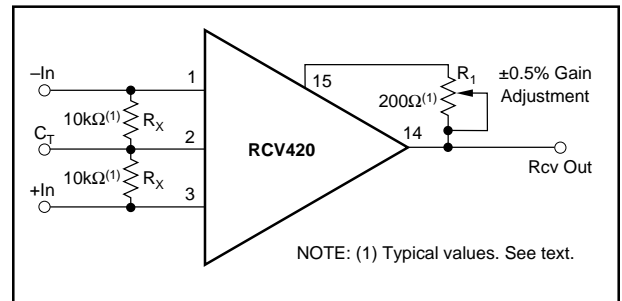 –In
1
10kΩ(1) RX
CT
2
10kΩ(1) RX
+In
3
RCV420
15
R1
200Ω(1)
±0.5% Gain
Adjustment
14
Rcv Out
NOTE: (1) Typical values. See text.